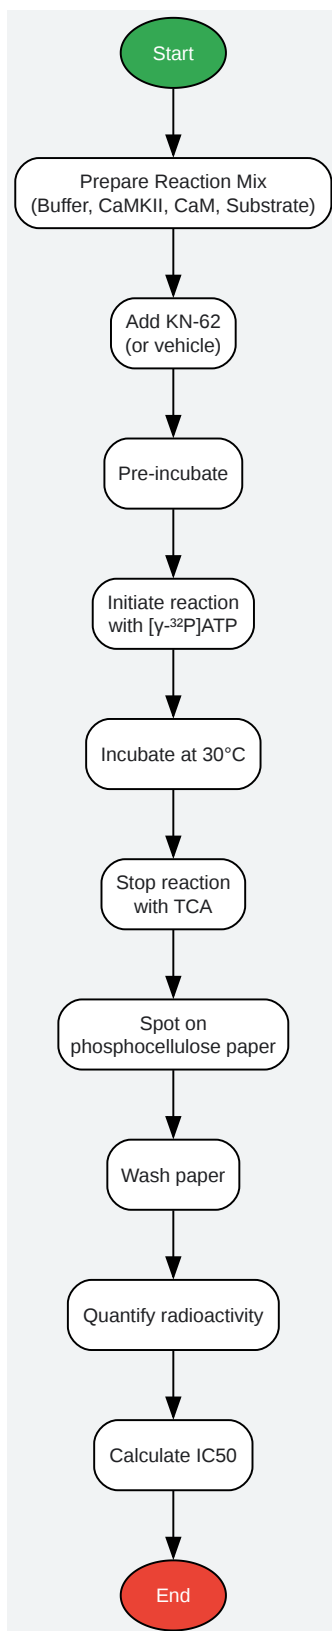 Start
Prepare Reaction Mix
(Buffer, CaMKII, CaM, Substrate)
Add KN-62
(or vehicle)
Pre-incubate
Initiate reaction
with [γ-³²P]ATP
Incubate at 30°C
Stop reaction
with TCA
Spot on
phosphocellulose paper
Wash paper
Quantify radioactivity
Calculate IC50
End